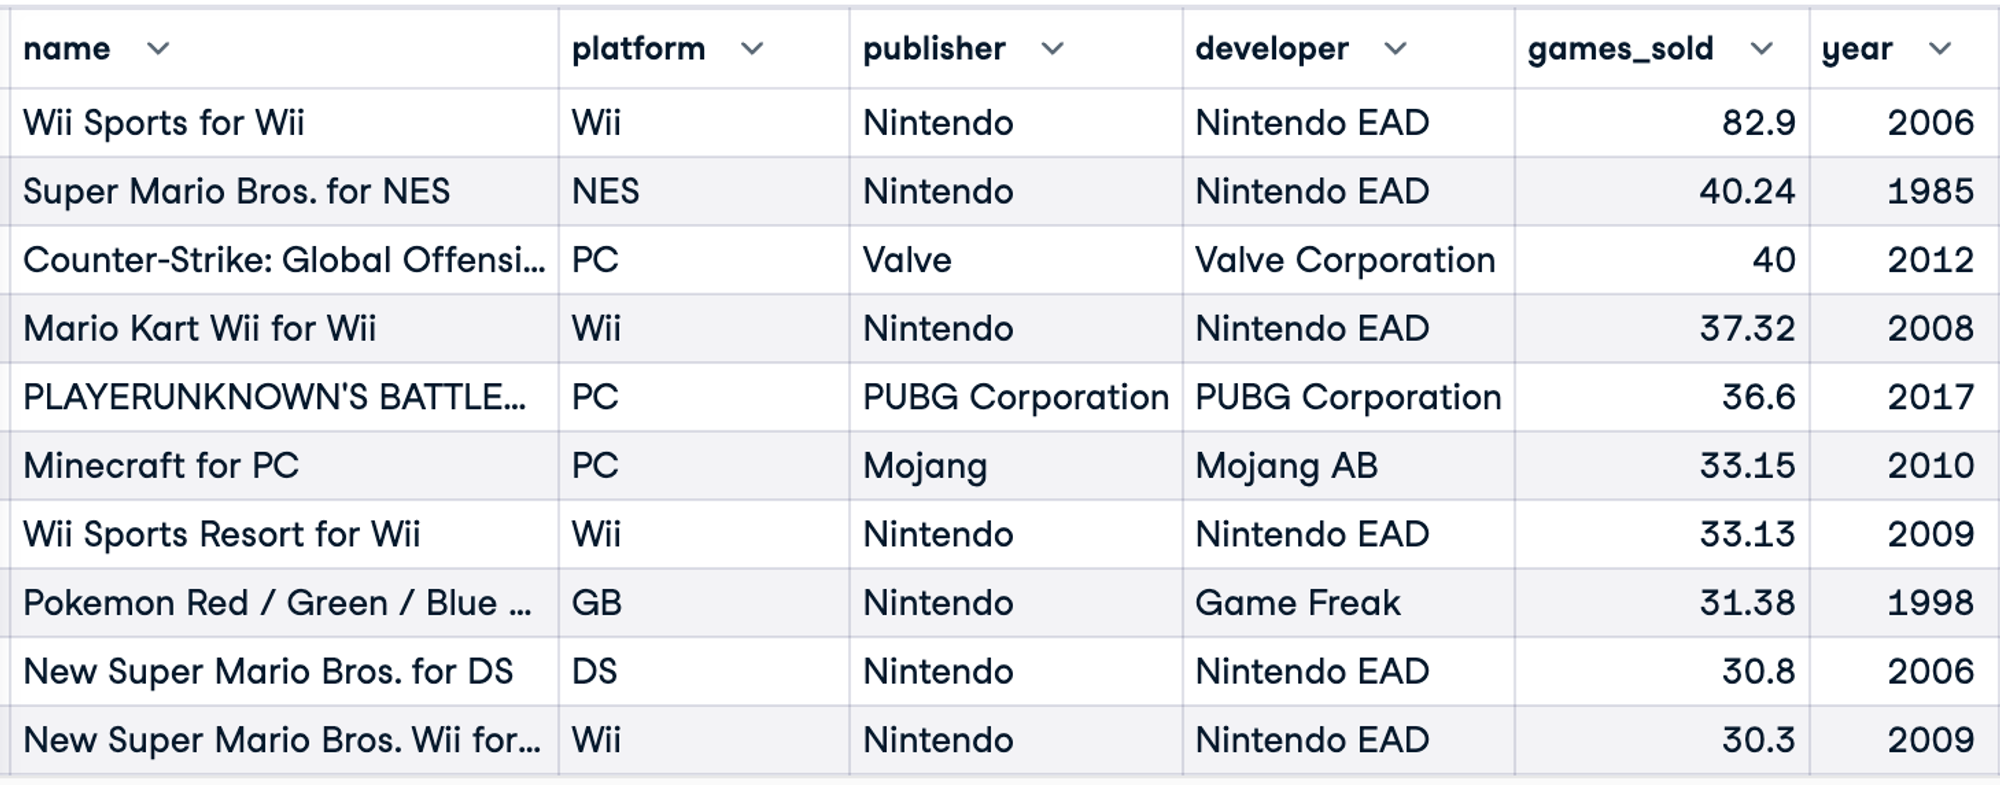 name platform publisher developer games_sold year
Wii Sports for Wii Wii Nintendo Nintendo EAD 82.9 2006
Super Mario Bros. for NES NES Nintendo Nintendo EAD 40.24 1985
Counter-Strike: Global Offensi... PC Valve Valve Corporation 40 2012
Mario Kart Wii for Wii Wii Nintendo Nintendo EAD 37.32 2008
PLAYERUNKNOWN'S BATTLE... PC PUBG Corporation PUBG Corporation 36.6 2017
Minecraft for PC PC Mojang Mojang AB 33.15 2010
Wii Sports Resort for Wii Wii Nintendo Nintendo EAD 33.13 2009
Pokemon Red / Green / Blue ... GB Nintendo Game Freak 31.38 1998
New Super Mario Bros. for DS DS Nintendo Nintendo EAD 30.8 2006
New Super Mario Bros. Wii for... Wii Nintendo Nintendo EAD 30.3 2009